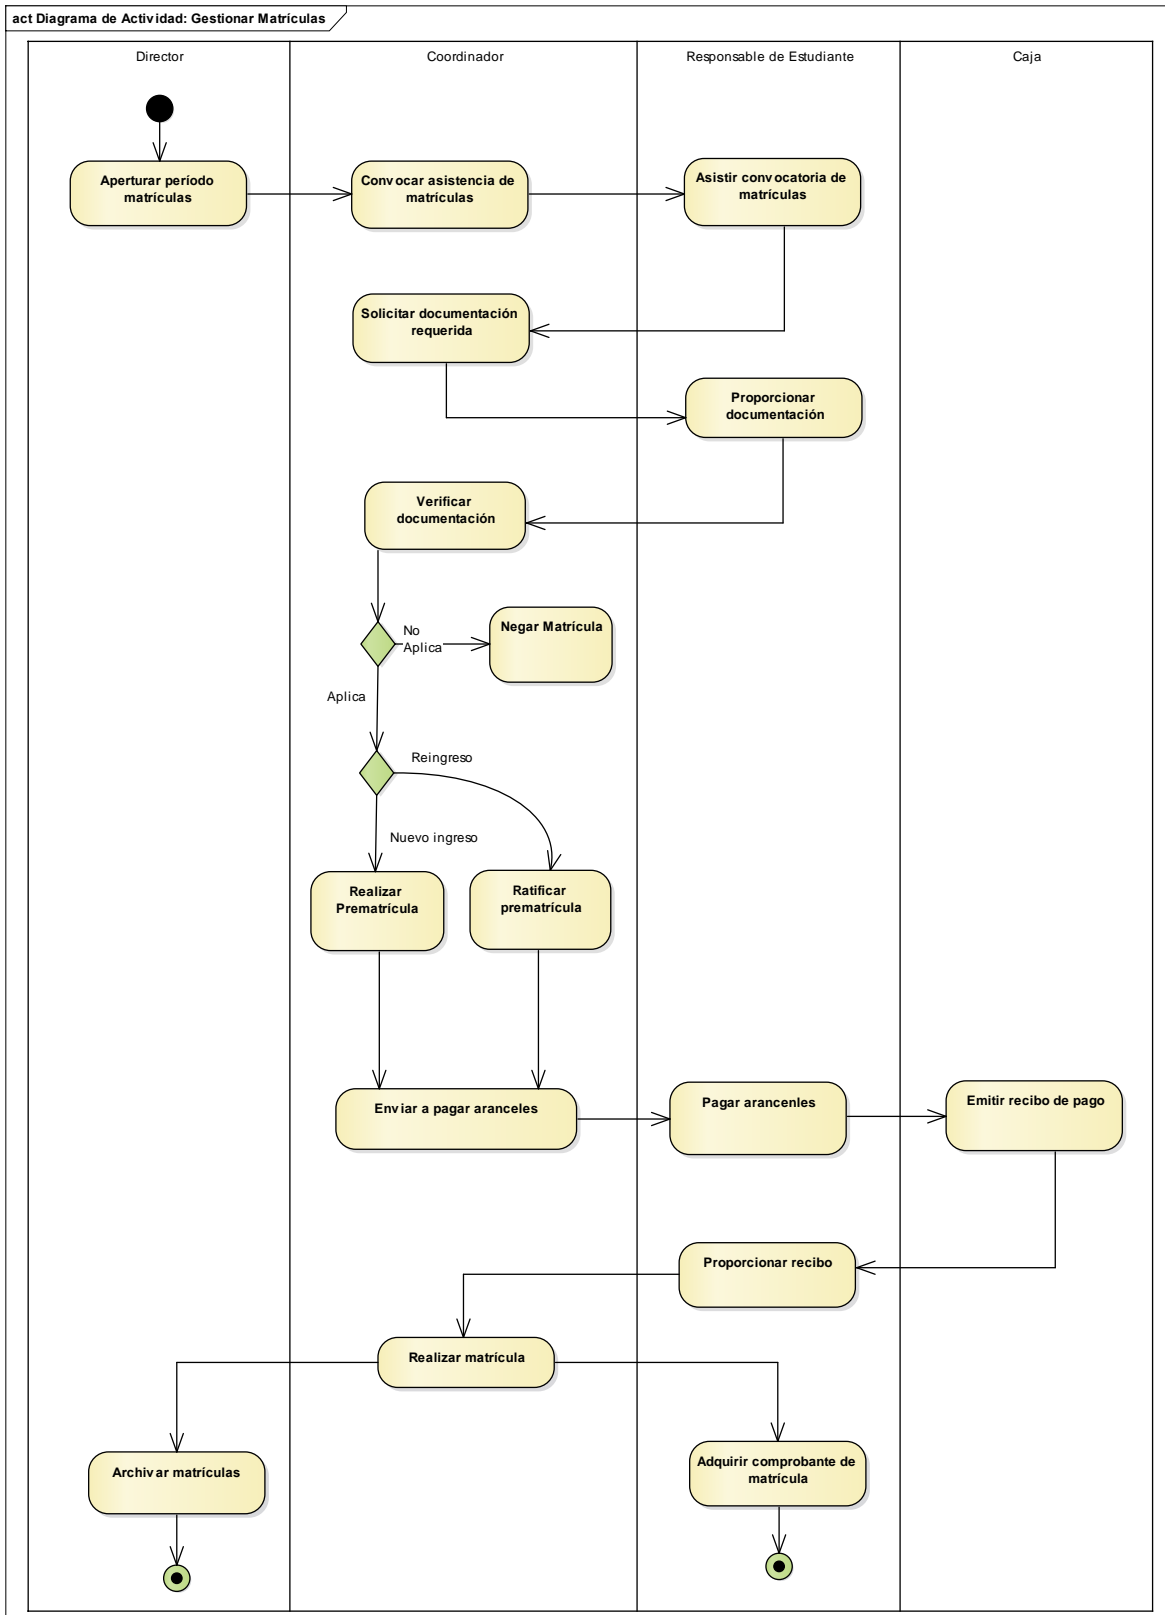 act Diagrama de Actividad: Gestionar Matrículas
Director
Coordinador
Responsable de Estudiante
Caja
Aperturar período
matrículas
Convocar asistencia de
matrículas
Asistir convocatoria de
matrículas
Solicitar documentación
requerida
Proporcionar
documentación
Verificar
documentación
No
Aplica
Negar Matrícula
Aplica
Reingreso
Nuevo ingreso
Realizar
Prematrícula
Ratificar
prematrícula
Enviar a pagar aranceles
Pagar arancenles
Emitir recibo de pago
Proporcionar recibo
Realizar matrícula
Archivar matrículas
Adquirir comprobante de
matrícula